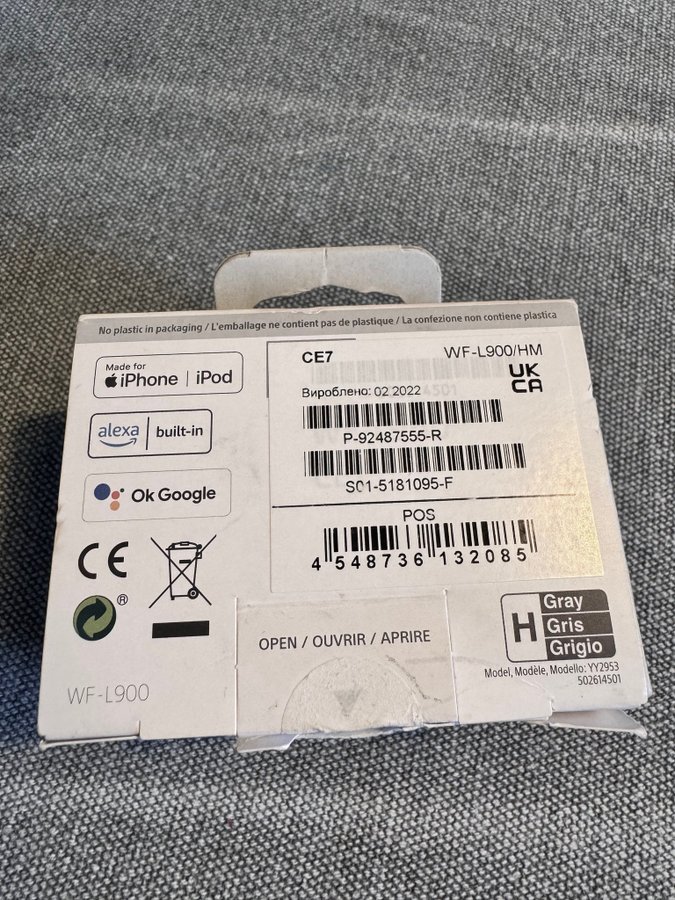 No plastic in packaging / L'emballage ne contient pas de plastique / La confezione non contiene plastica
Made for
iPhone | iPod
alexa built-in
Ok Google
CE
®
WF-L900
CE7 WF-L900/HM
UK
CA
Вироблено: 02 2022
P-92487555-R
S01-5181095-F
POS
4 548736 132085
OPEN / OUVRIR / APRIRE
H
Gray
Gris
Grigio
Model, Modèle, Modello: YY2953
502614501